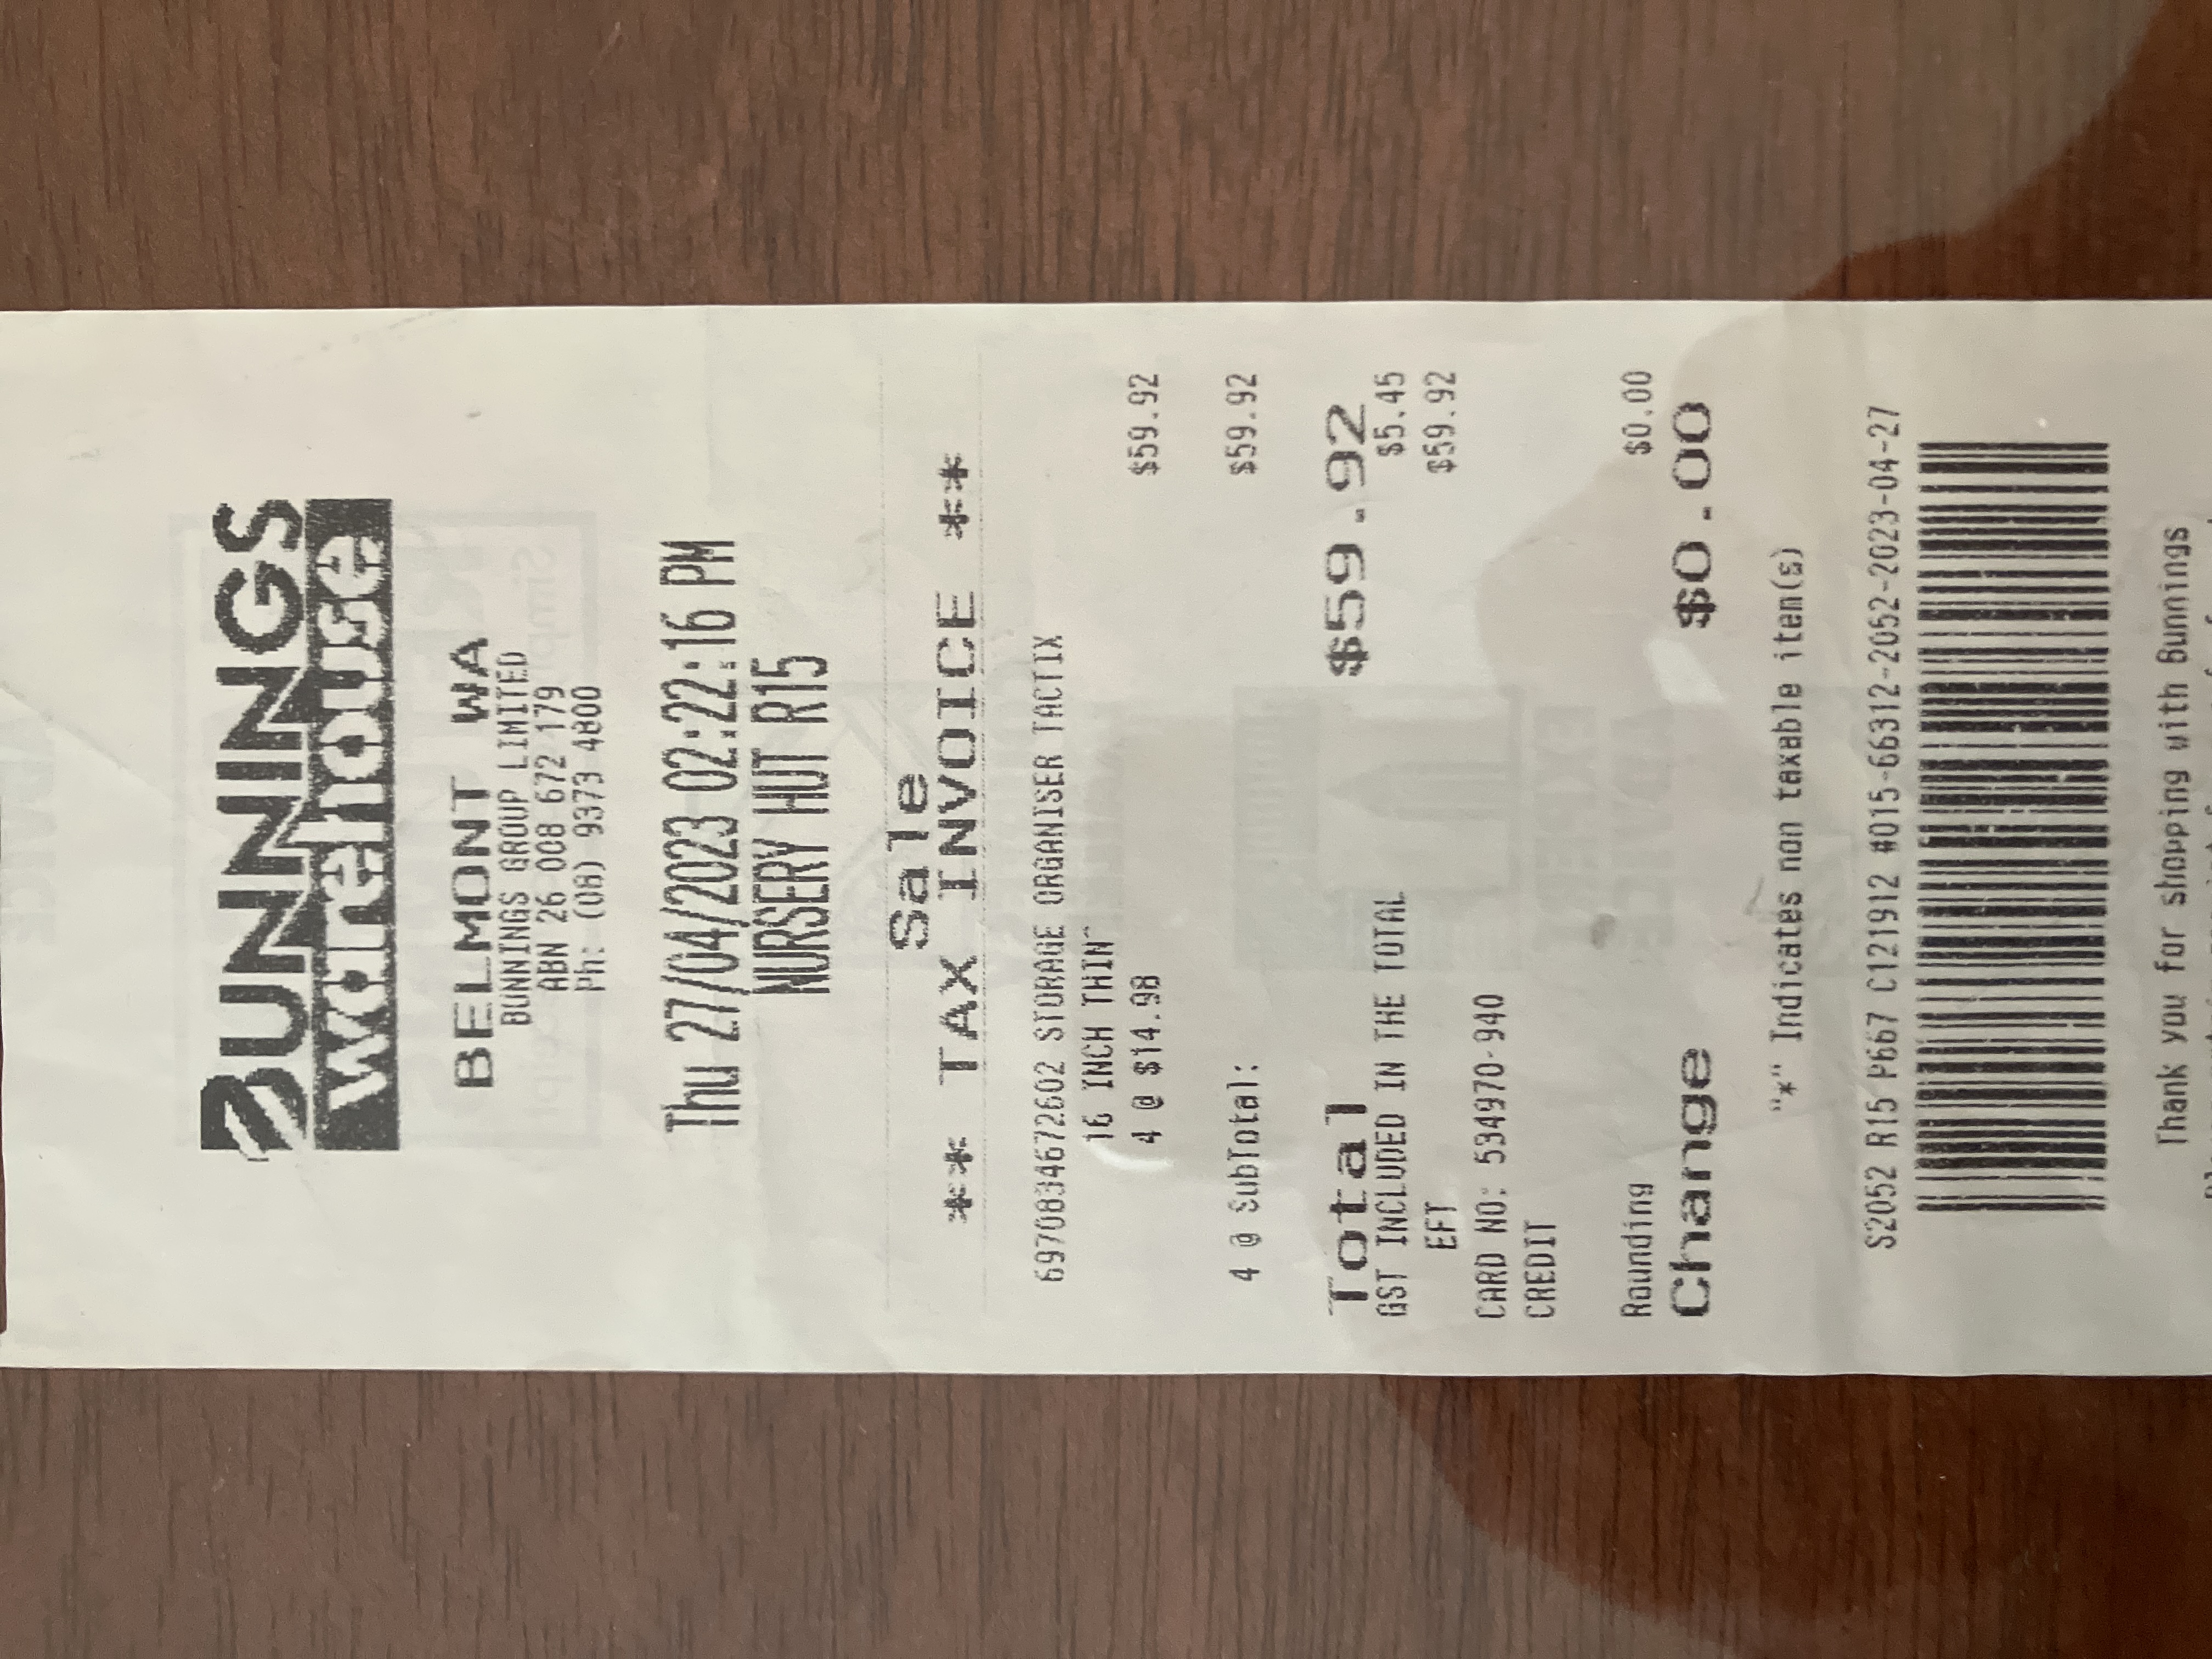 BUNNINGS
warehouse
BELMONT WA
BUNNINGS GROUP LIMITED
ABN 26 008 672 179
Ph: (08) 9373 4800
Thu 27/04/2023 02:22:16 PM
NURSERY HUT R15
Sale
** TAX INVOICE **
6970834672602 STORAGE ORGANISER TACTIX
16 INCH THIN~
4 @ $14.98 $59.92
4 @ SubTotal: $59.92
Total $59.92
GST INCLUDED IN THE TOTAL $5.45
EFT $59.92
CARD NO: 534970-940
CREDIT
Rounding $0.00
Change $0.00
"*" Indicates non taxable item(s)
S2052 R15 P667 C121912 #015-66312-2052-2023-04-27
Thank you for shopping with Bunnings